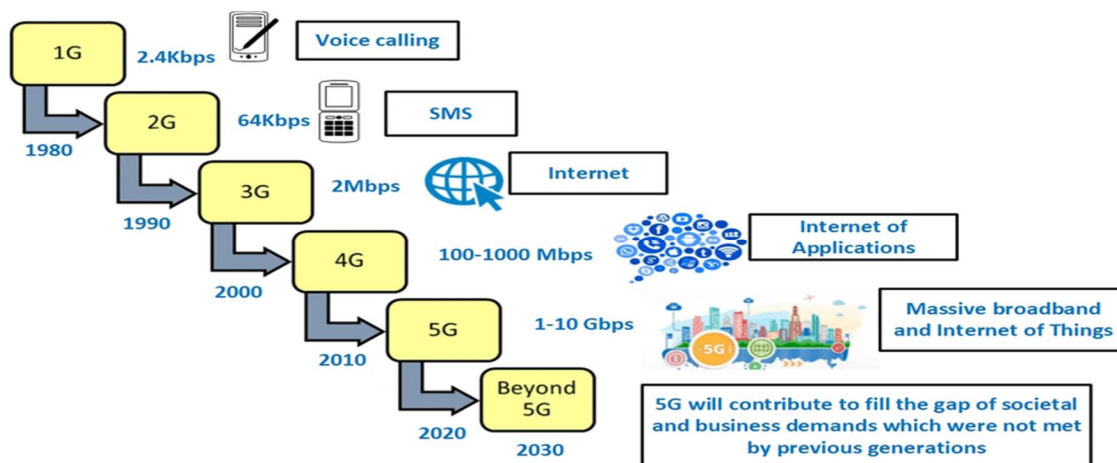 1G
2.4Kbps
Voice calling
1980
2G
64Kbps
SMS
1990
3G
2Mbps
Internet
2000
4G
100-1000 Mbps
Internet of
Applications
2010
5G
1-10 Gbps
5G
Massive broadband
and Internet of Things
2020
Beyond
5G
2030
5G will contribute to fill the gap of societal
and business demands which were not met
by previous generations